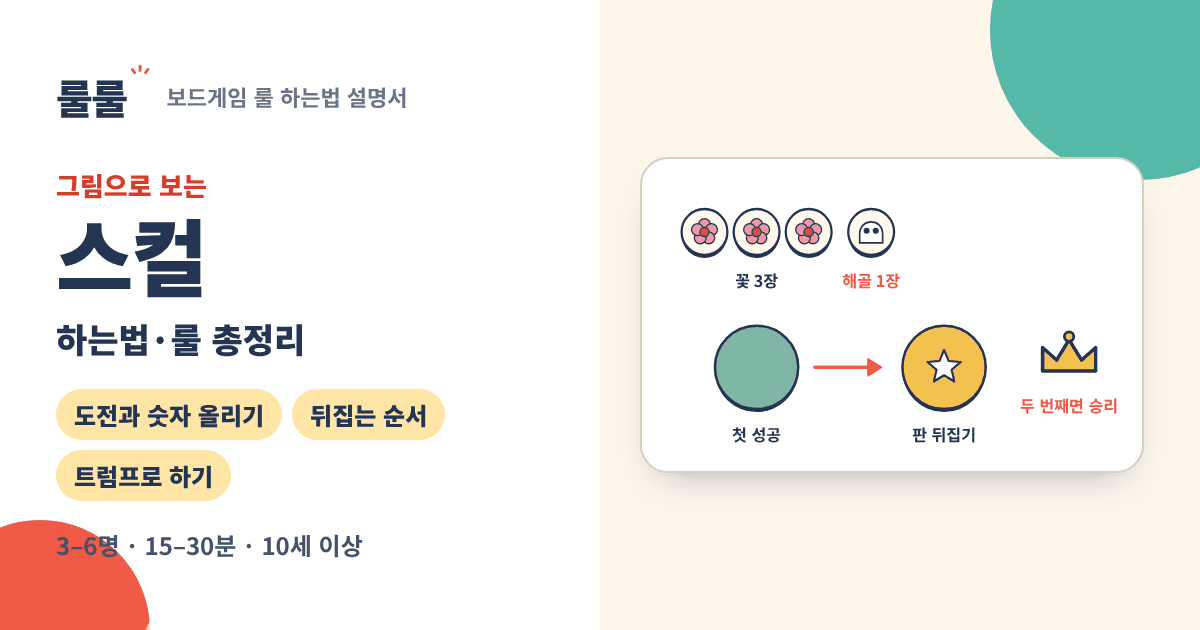 룰룰
보드게임 룰 하는법 설명서
그림으로 보는
스컬
하는법·룰 총정리
도전과 숫자 올리기
뒤집는 순서
트럼프로 하기
3–6명 · 15–30분 · 10세 이상
꽃 3장
해골 1장
두 번째면 승리
첫 성공
판 뒤집기